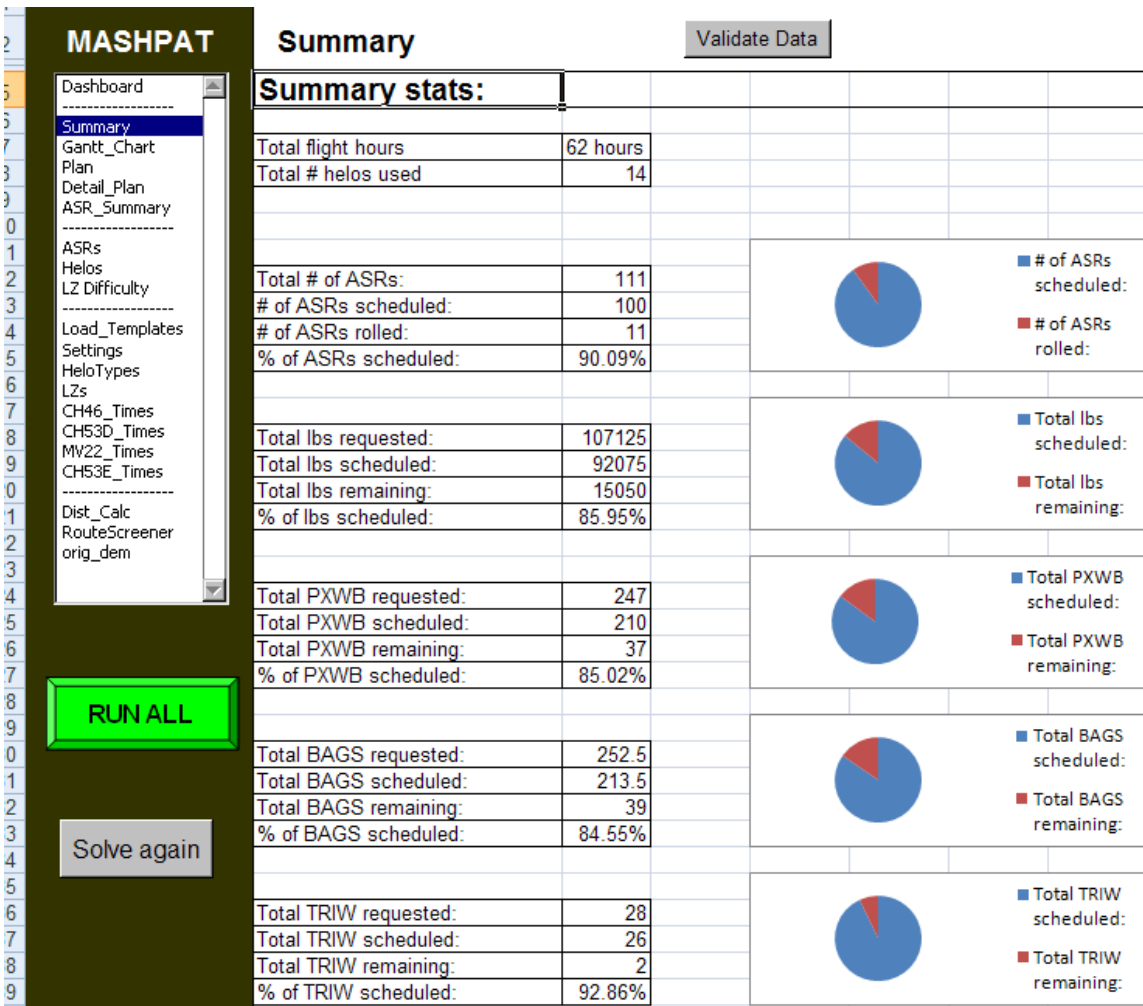 MASHPAT
Summary
Validate Data
Dashboard
------------------
Summary
Gantt_Chart
Plan
Detail_Plan
ASR_Summary
------------------
ASRs
Helos
LZ Difficulty
------------------
Load_Templates
Settings
HeloTypes
LZs
CH46_Times
CH53D_Times
MV22_Times
CH53E_Times
------------------
Dist_Calc
RouteScreener
orig_dem
RUN ALL
Solve again
Summary stats:
Total flight hours 62 hours
Total # helos used 14
Total # of ASRs: 111
# of ASRs scheduled: 100
# of ASRs rolled: 11
% of ASRs scheduled: 90.09%
# of ASRs
scheduled:
# of ASRs
rolled:
Total lbs requested: 107125
Total lbs scheduled: 92075
Total lbs remaining: 15050
% of lbs scheduled: 85.95%
Total lbs
scheduled:
Total lbs
remaining:
Total PXWB requested: 247
Total PXWB scheduled: 210
Total PXWB remaining: 37
% of PXWB scheduled: 85.02%
Total PXWB
scheduled:
Total PXWB
remaining:
Total BAGS requested: 252.5
Total BAGS scheduled: 213.5
Total BAGS remaining: 39
% of BAGS scheduled: 84.55%
Total BAGS
scheduled:
Total BAGS
remaining:
Total TRIW requested: 28
Total TRIW scheduled: 26
Total TRIW remaining: 2
% of TRIW scheduled: 92.86%
Total TRIW
scheduled:
Total TRIW
remaining: